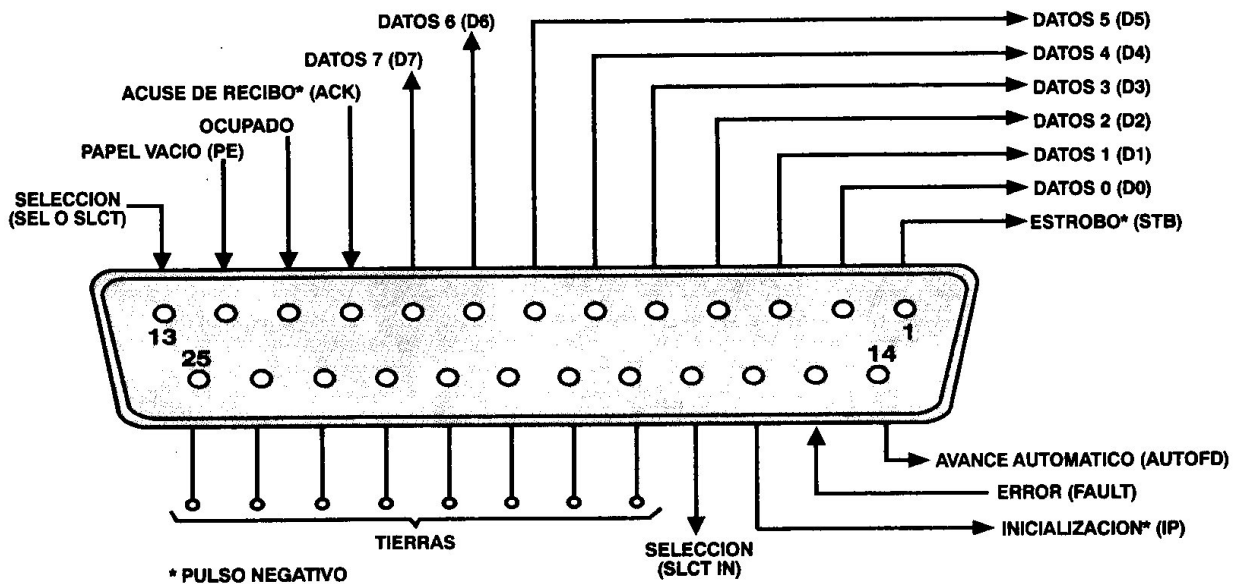 DATOS 6 (D6)
DATOS 5 (D5)
DATOS 7 (D7)
DATOS 4 (D4)
ACUSE DE RECIBO* (ACK)
DATOS 3 (D3)
OCUPADO
DATOS 2 (D2)
PAPEL VACIO (PE)
DATOS 1 (D1)
SELECCION
(SEL O SLCT)
DATOS 0 (D0)
ESTROBO* (STB)
13
1
25
14
AVANCE AUTOMATICO (AUTOFD)
ERROR (FAULT)
INICIALIZACION* (IP)
TIERRAS
SELECCION
(SLCT IN)
* PULSO NEGATIVO